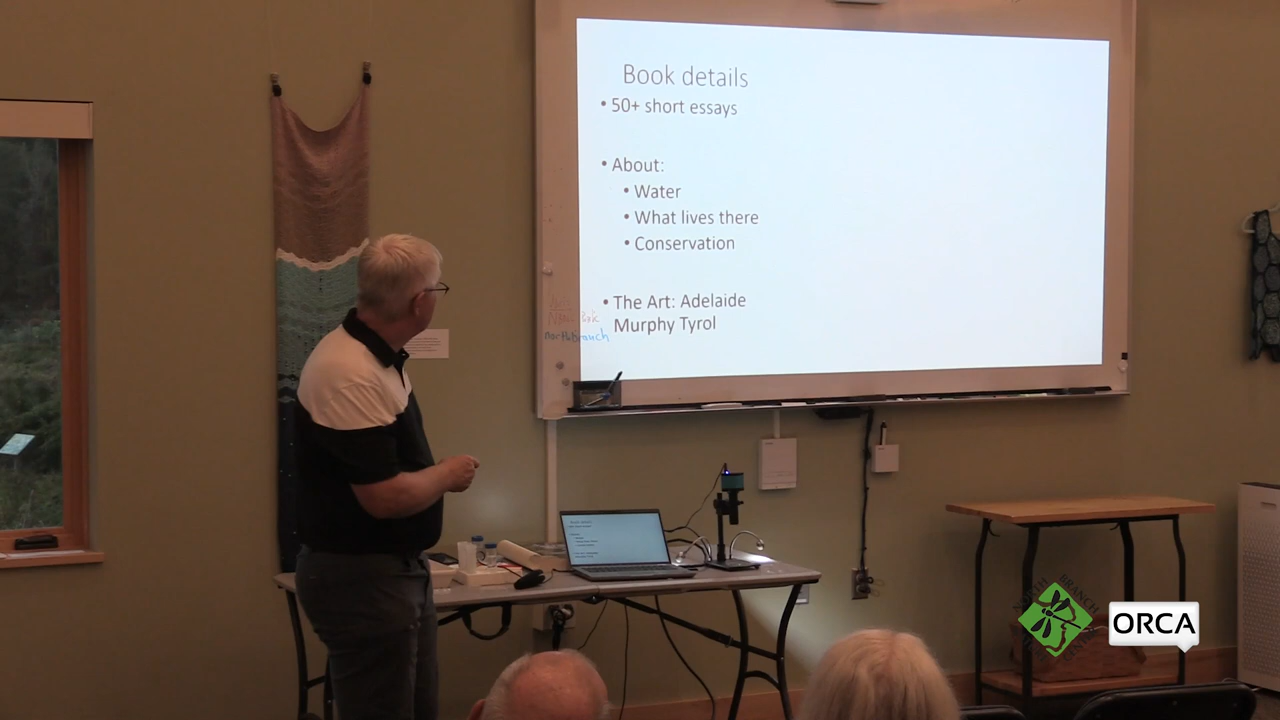 Book details
• 50+ short essays
• About:
• Water
• What lives there
• Conservation
• The Art: Adelaide
Murphy Tyrol
northbranch
NORTH BRANCH
ORCA